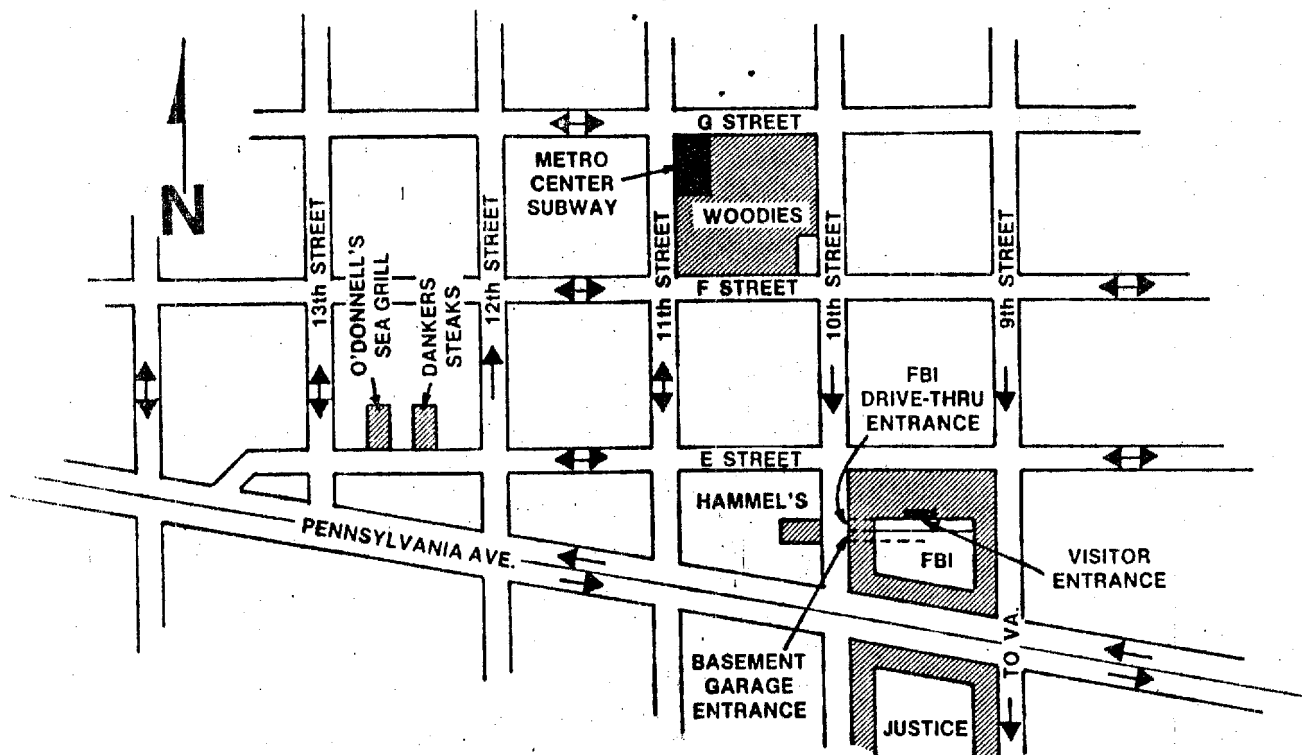 G STREET
METRO
CENTER
SUBWAY
WOODIES
N
13th STREET
O'DONNELL'S
SEA GRILL
DANKERS
STEAKS
12th STREET
11th STREET
F STREET
10th STREET
9th STREET
FBI
DRIVE-THRU
ENTRANCE
E STREET
HAMMEL'S
PENNSYLVANIA AVE.
FBI
VISITOR
ENTRANCE
BASEMENT
GARAGE
ENTRANCE
TO VA.
JUSTICE